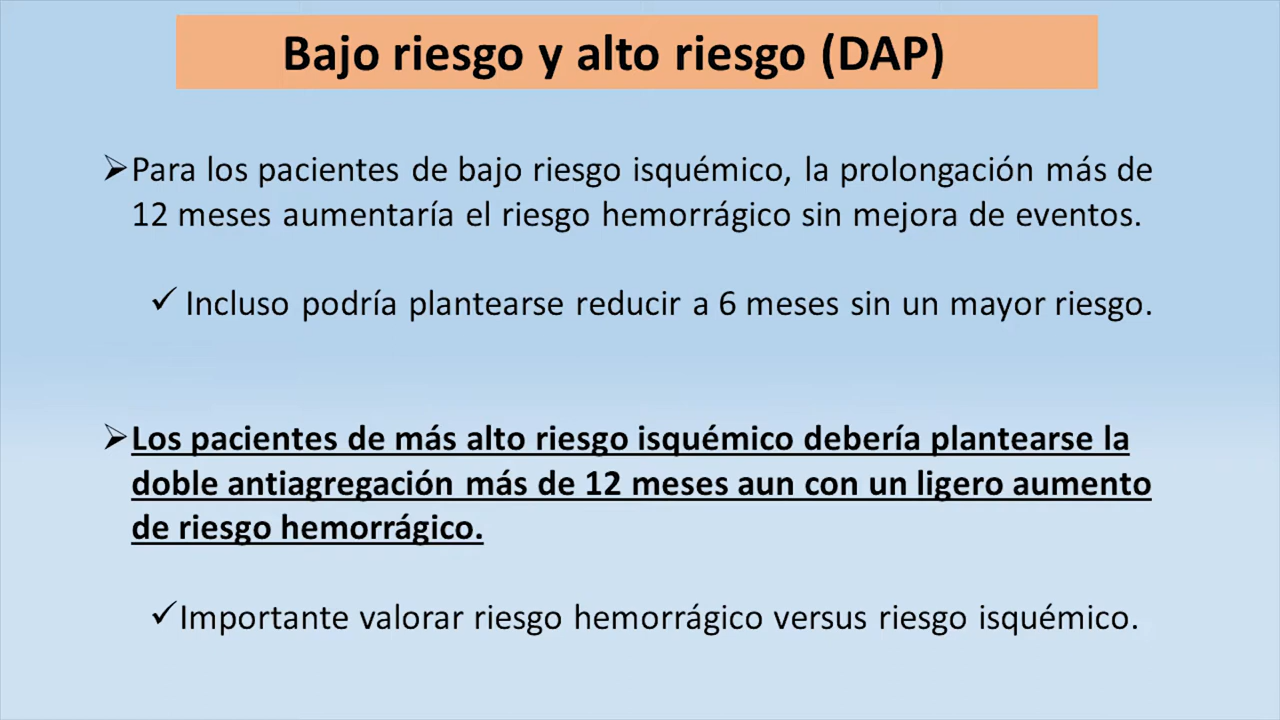 Bajo riesgo y alto riesgo (DAP)
➢Para los pacientes de bajo riesgo isquémico, la prolongación más de
12 meses aumentaría el riesgo hemorrágico sin mejora de eventos.
✓ Incluso podría plantearse reducir a 6 meses sin un mayor riesgo.
➢Los pacientes de más alto riesgo isquémico debería plantearse la
doble antiagregación más de 12 meses aun con un ligero aumento
de riesgo hemorrágico.
✓Importante valorar riesgo hemorrágico versus riesgo isquémico.